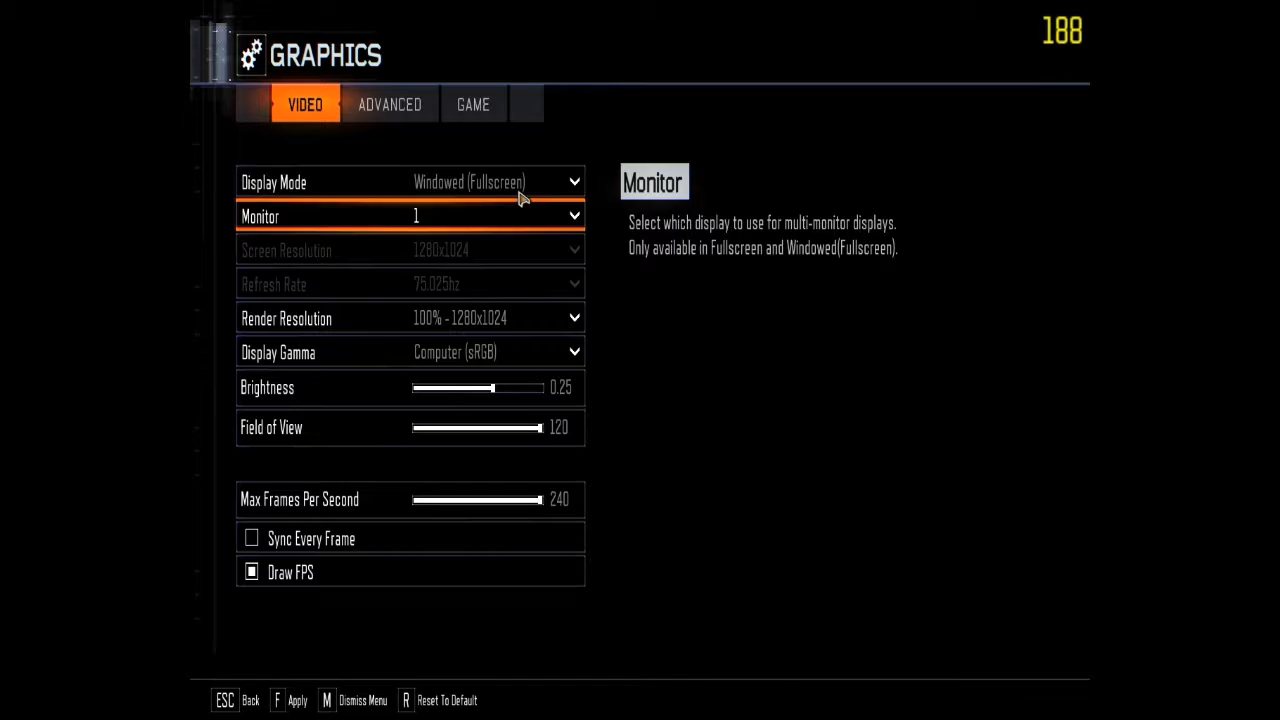 GRAPHICS
188
VIDEO ADVANCED GAME
Display Mode Windowed (Fullscreen)
Monitor 1
Screen Resolution 1280x1024
Refresh Rate 75.025hz
Render Resolution 100% - 1280x1024
Display Gamma Computer (sRGB)
Brightness 0.25
Field of View 120
Max Frames Per Second 240
Sync Every Frame
Draw FPS
Monitor
Select which display to use for multi-monitor displays.
Only available in Fullscreen and Windowed(Fullscreen).
ESC Back F Apply M Dismiss Menu R Reset To Default